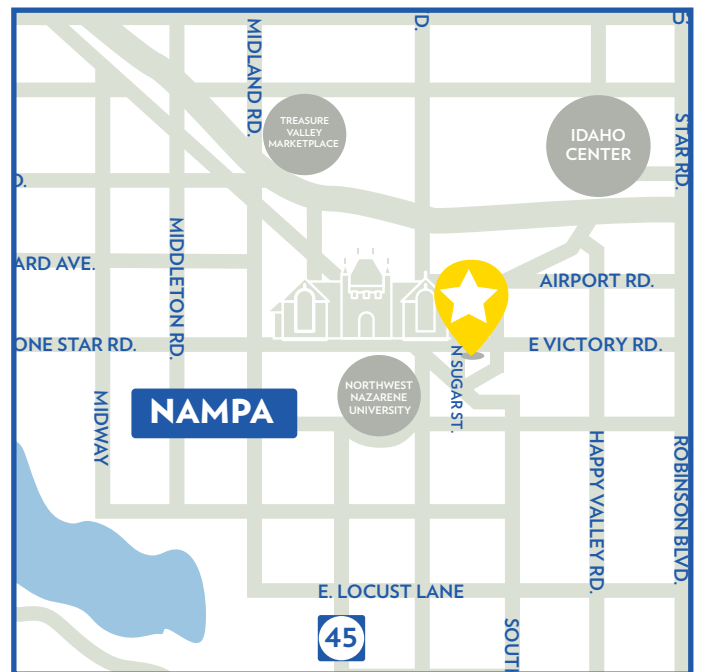 D.
US
MIDLAND RD.
TREASURE
VALLEY
MARKETPLACE
IDAHO
CENTER
STAR RD.
D.
ARD AVE.
MIDDLETON RD.
AIRPORT RD.
ONE STAR RD.
E VICTORY RD.
N SUGAR ST.
NORTHWEST
NAZARENE
UNIVERSITY
MIDWAY
NAMPA
HAPPY VALLEY RD.
ROBINSON BLVD.
E. LOCUST LANE
45